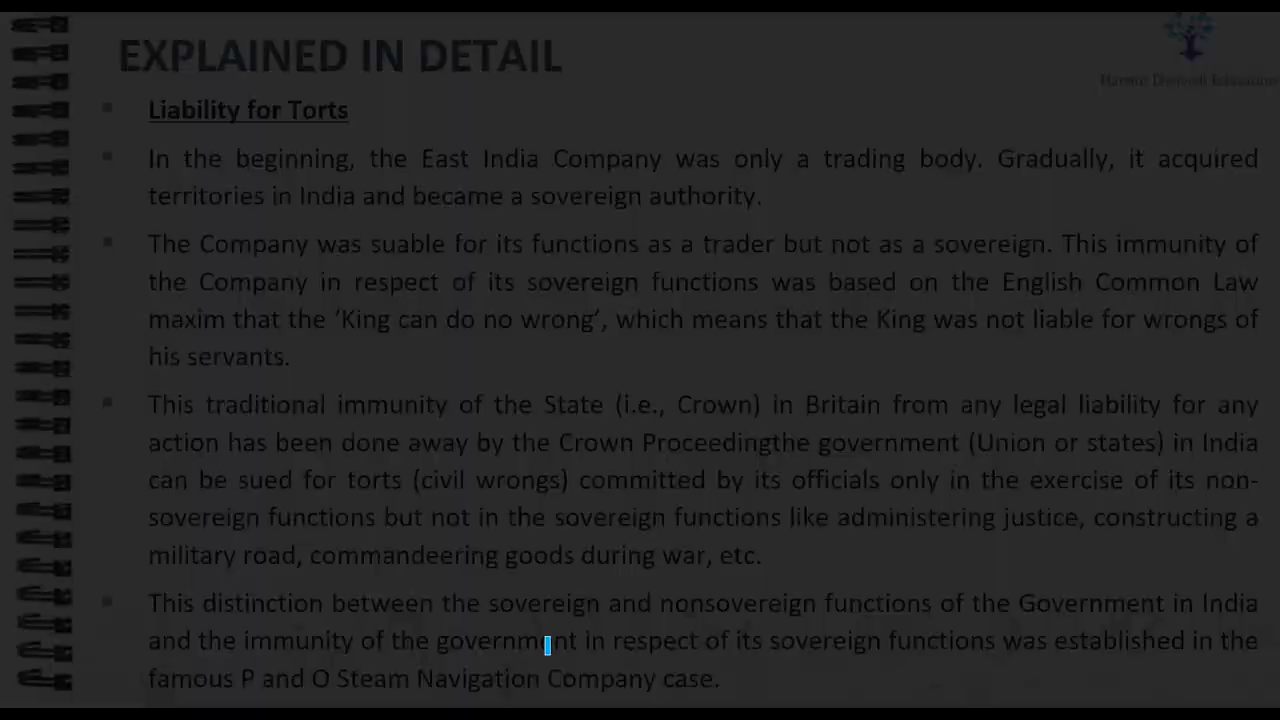 EXPLAINED IN DETAIL
Liability for Torts
In the beginning, the East India Company was only a trading body. Gradually, it acquired
territories in India and became a sovereign authority.
The Company was suable for its functions as a trader but not as a sovereign. This immunity of
the Company in respect of its sovereign functions was based on the English Common Law
maxim that the ‘King can do no wrong’, which means that the King was not liable for wrongs of
his servants.
This traditional immunity of the State (i.e., Crown) in Britain from any legal liability for any
action has been done away by the Crown Proceedingthe government (Union or states) in India
can be sued for torts (civil wrongs) committed by its officials only in the exercise of its non-
sovereign functions but not in the sovereign functions like administering justice, constructing a
military road, commandeering goods during war, etc.
This distinction between the sovereign and nonsovereign functions of the Government in India
and the immunity of the government in respect of its sovereign functions was established in the
famous P and O Steam Navigation Company case.